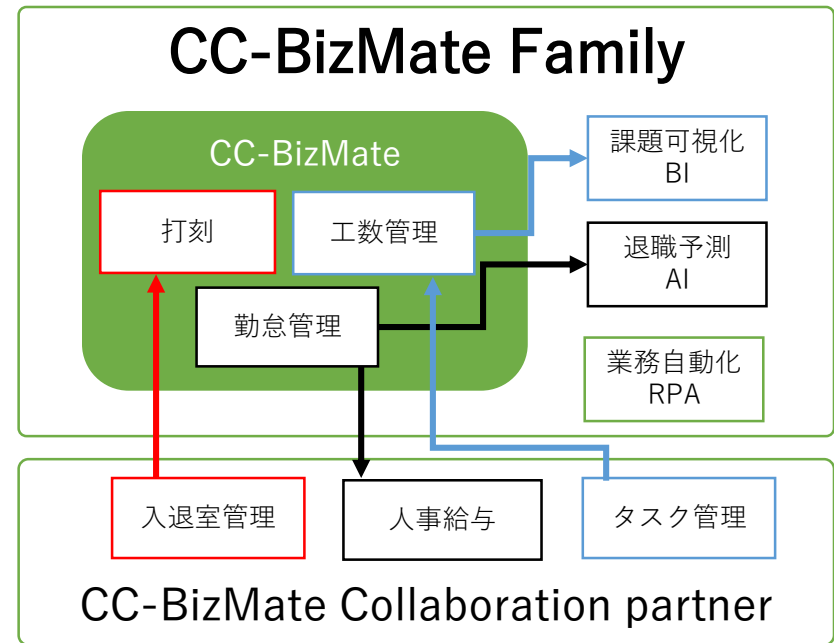 CC-BizMate Family
CC-BizMate
課題可視化
BI
打刻
工数管理
退職予測
AI
勤怠管理
業務自動化
RPA
入退室管理
人事給与
タスク管理
CC-BizMate Collaboration partner